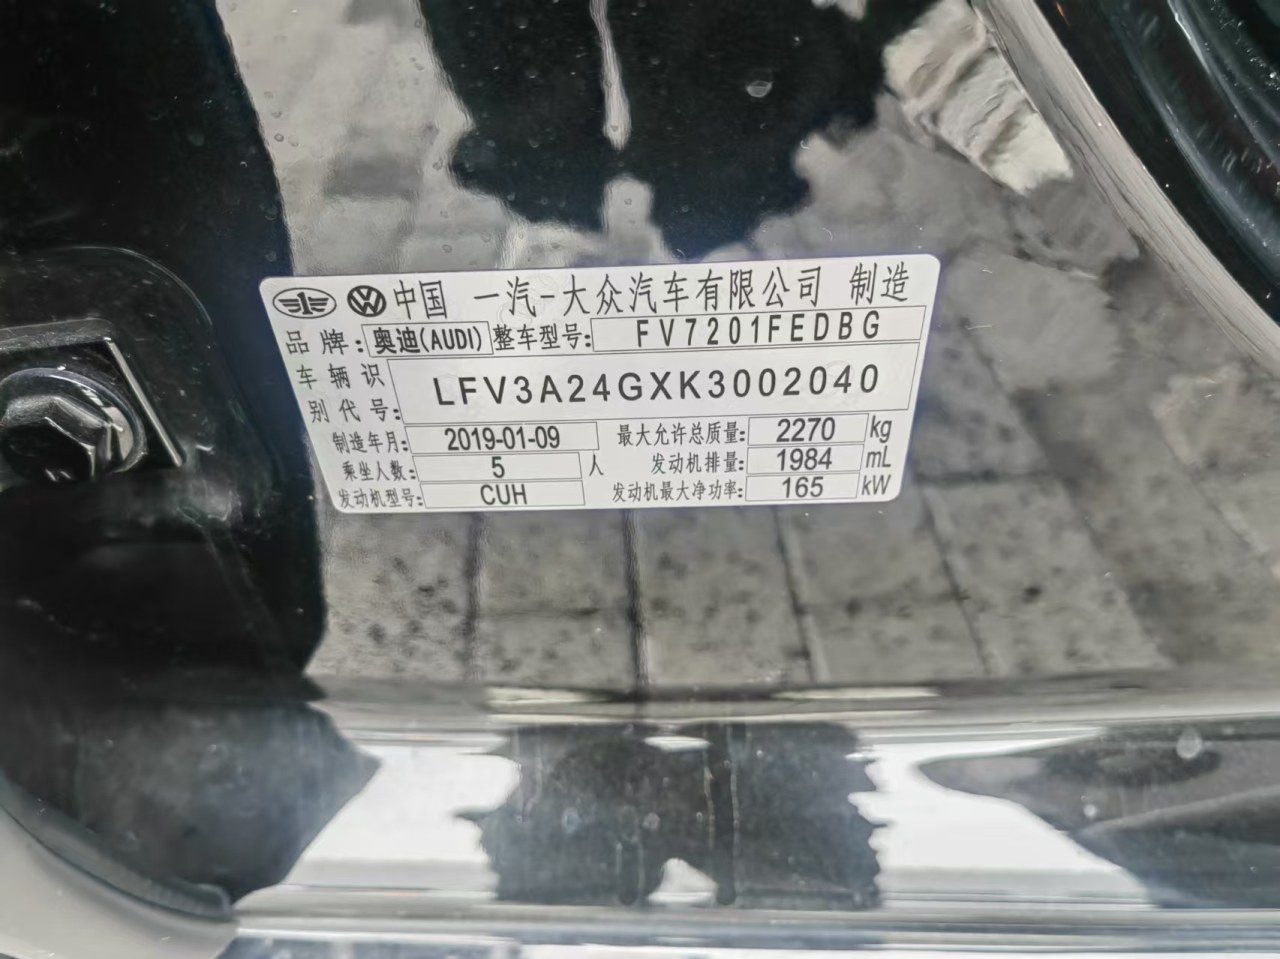 中国 一汽-大众汽车有限公司 制造
品牌: 奥迪(AUDI) 整车型号: FV7201FEDBG
车辆识别代号: LFV3A24GXK3002040
制造年月: 2019-01-09 最大允许总质量: 2270 kg
乘坐人数: 5 人 发动机排量: 1984 mL
发动机型号: CUH 发动机最大净功率: 165 kW